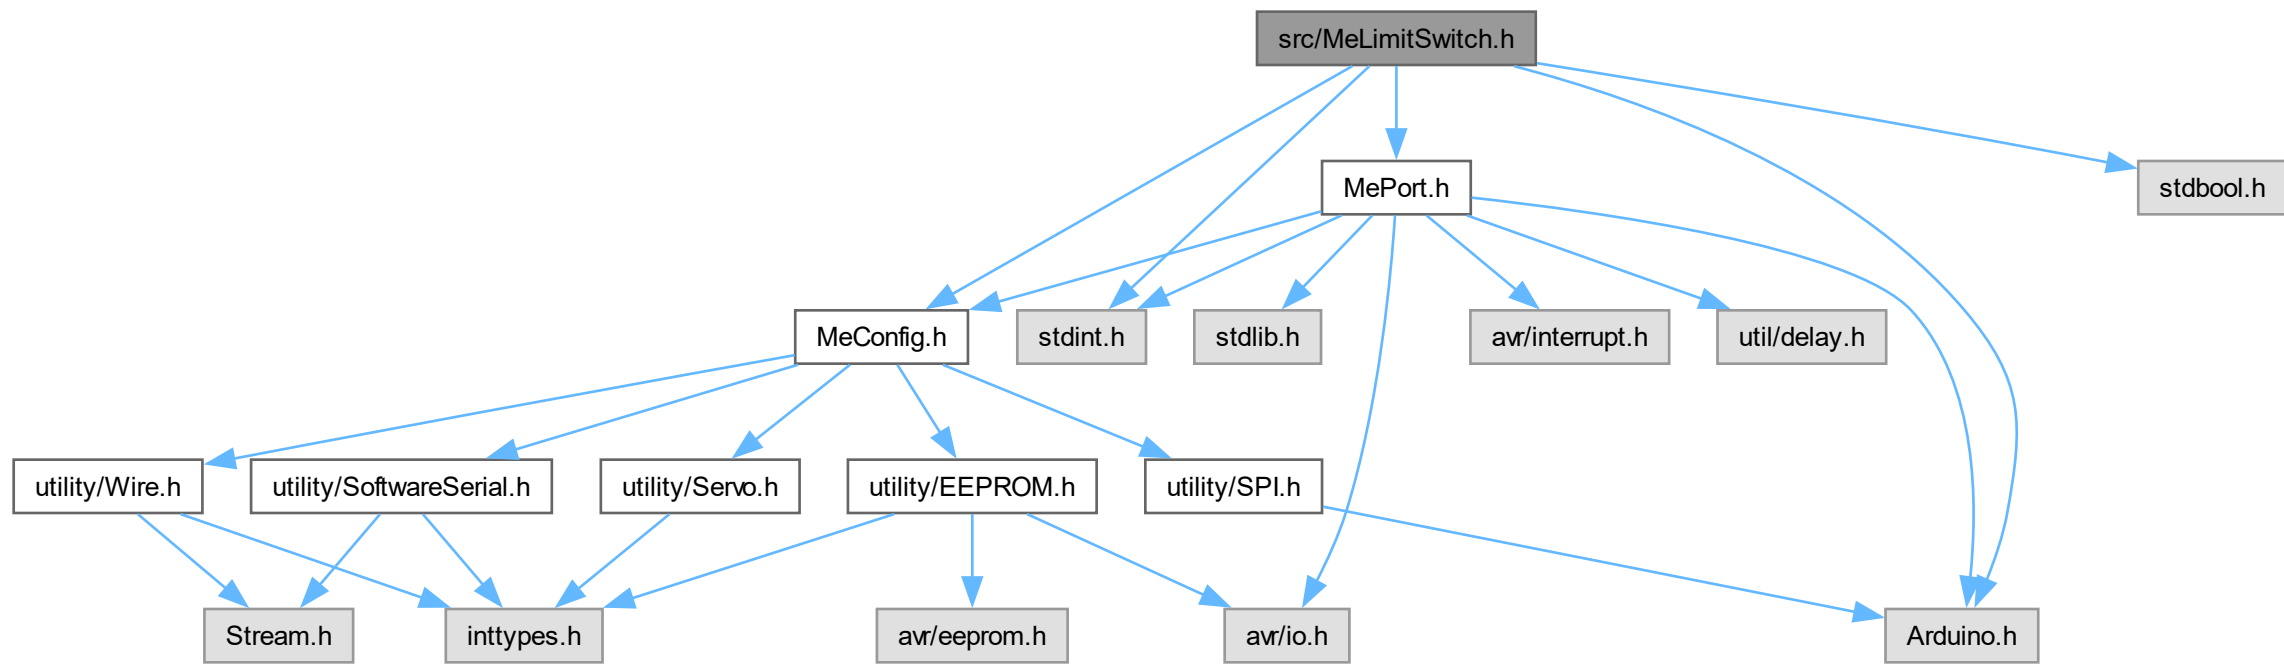 src/MeLimitSwitch.h
MePort.h
stdbool.h
MeConfig.h
stdint.h
stdlib.h
avr/interrupt.h
util/delay.h
utility/Wire.h
utility/SoftwareSerial.h
utility/Servo.h
utility/EEPROM.h
utility/SPI.h
Stream.h
inttypes.h
avr/eeprom.h
avr/io.h
Arduino.h